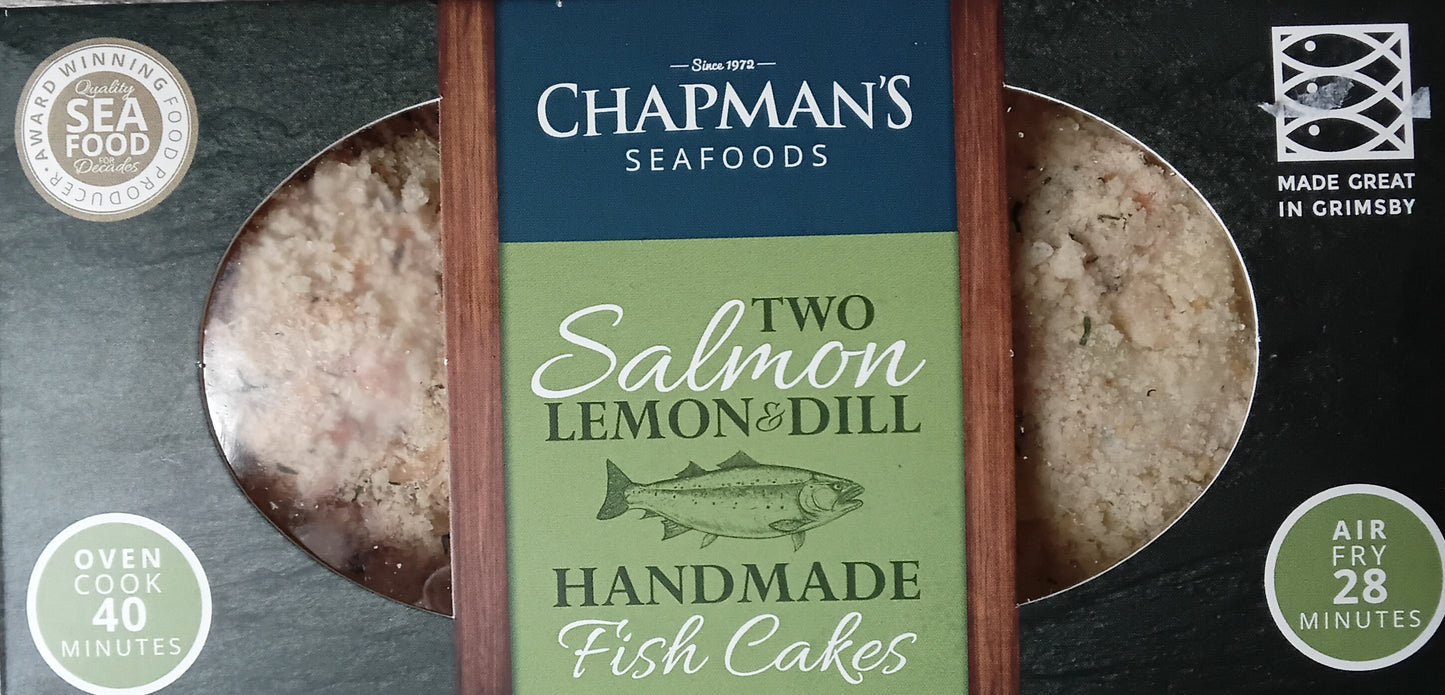 AWARD WINNING FOOD PRODUCER
Quality
SEA
FOOD
FOR
Decades
— Since 1972 —
CHAPMAN'S
SEAFOODS
MADE GREAT
IN GRIMSBY
TWO
Salmon
LEMON & DILL
HANDMADE
Fish Cakes
OVEN
COOK
40
MINUTES
AIR
FRY
28
MINUTES